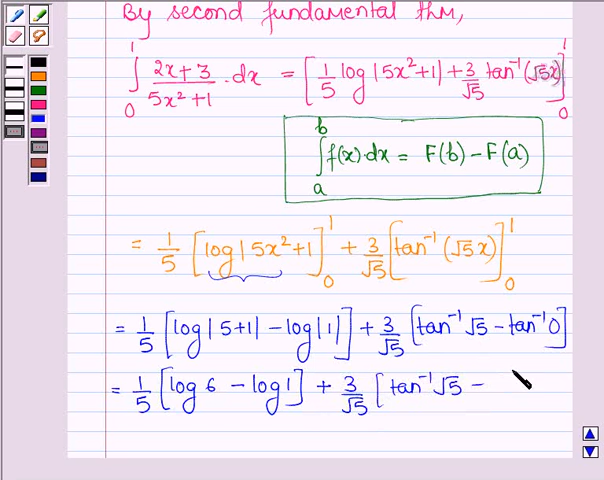 By second fundamental thm,
∫₀¹ (2x+3)/(5x²+1) · dx = [1/5 log|5x²+1| + 3/√5 tan⁻¹(√5x)]₀¹
∫ₐᵇ f(x)·dx = F(b) − F(a)
= 1/5 [log|5x²+1]₀¹ + 3/√5 [tan⁻¹(√5x)]₀¹
= 1/5 [log|5+1| − log|1|] + 3/√5 [tan⁻¹√5 − tan⁻¹0]
= 1/5 [log 6 − log 1] + 3/√5 [tan⁻¹√5 −